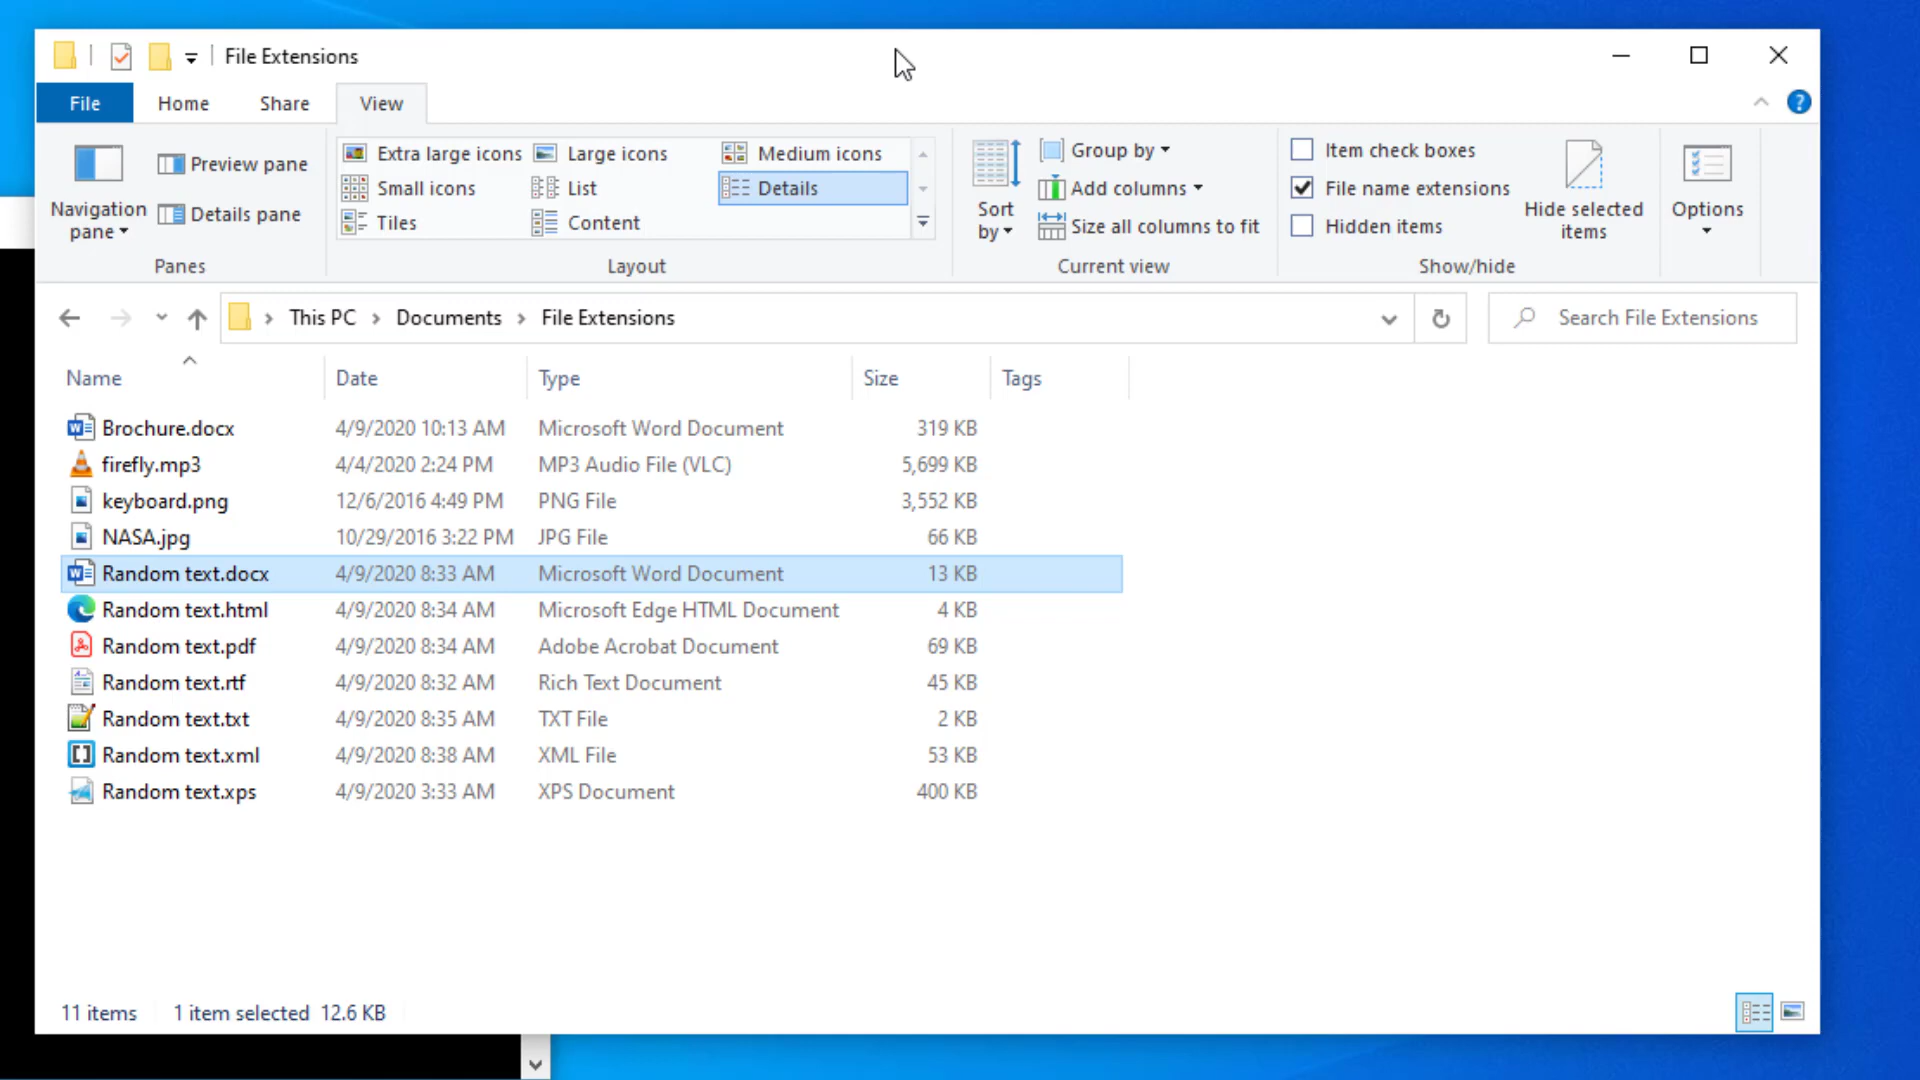 File Extensions
File Home Share View
Navigation pane
Preview pane
Details pane
Panes
Extra large icons Large icons Medium icons
Small icons List Details
Tiles Content
Layout
Sort by
Group by
Add columns
Size all columns to fit
Current view
Item check boxes
File name extensions
Hidden items
Hide selected items
Show/hide
Options
This PC Documents File Extensions
Search File Extensions
Name Date Type Size Tags
Brochure.docx 4/9/2020 10:13 AM Microsoft Word Document 319 KB
firefly.mp3 4/4/2020 2:24 PM MP3 Audio File (VLC) 5,699 KB
keyboard.png 12/6/2016 4:49 PM PNG File 3,552 KB
NASA.jpg 10/29/2016 3:22 PM JPG File 66 KB
Random text.docx 4/9/2020 8:33 AM Microsoft Word Document 13 KB
Random text.html 4/9/2020 8:34 AM Microsoft Edge HTML Document 4 KB
Random text.pdf 4/9/2020 8:34 AM Adobe Acrobat Document 69 KB
Random text.rtf 4/9/2020 8:32 AM Rich Text Document 45 KB
Random text.txt 4/9/2020 8:35 AM TXT File 2 KB
Random text.xml 4/9/2020 8:38 AM XML File 53 KB
Random text.xps 4/9/2020 3:33 AM XPS Document 400 KB
11 items 1 item selected 12.6 KB